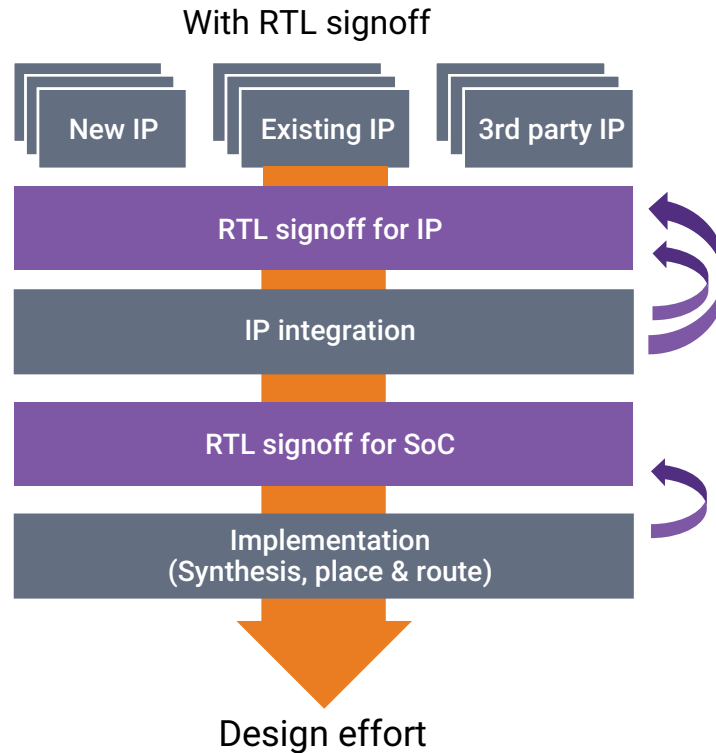 With RTL signoff
New IP
Existing IP
3rd party IP
RTL signoff for IP
IP integration
RTL signoff for SoC
Implementation
(Synthesis, place & route)
Design effort